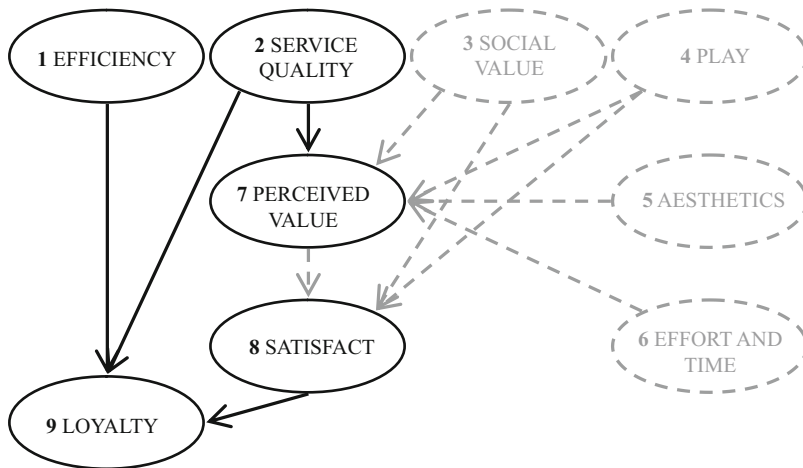 1 EFFICIENCY
2 SERVICE
QUALITY
3 SOCIAL
VALUE
4 PLAY
7 PERCEIVED
VALUE
5 AESTHETICS
8 SATISFACT
6 EFFORT AND
TIME
9 LOYALTY